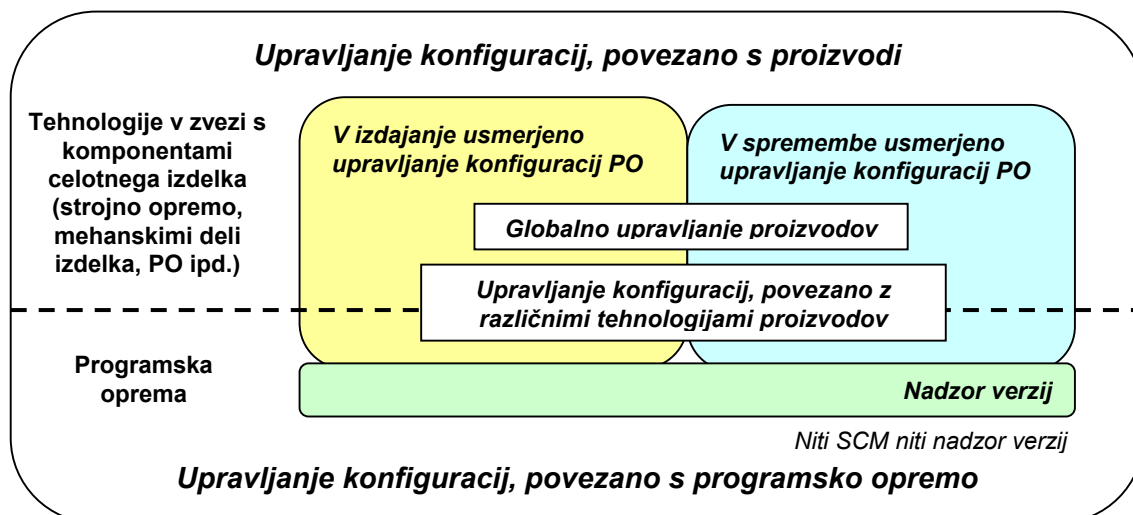 Upravljanje konfiguracij, povezano s proizvodi
Tehnologije v zvezi s
komponentami
celotnega izdelka
(strojno opremo,
mehanskimi deli
izdelka, PO ipd.)
V izdajanje usmerjeno
upravljanje konfiguracij PO
V spremembe usmerjeno
upravljanje konfiguracij PO
Globalno upravljanje proizvodov
Upravljanje konfiguracij, povezano z
različnimi tehnologijami proizvodov
Programska
oprema
Nadzor verzij
Niti SCM niti nadzor verzij
Upravljanje konfiguracij, povezano s programsko opremo